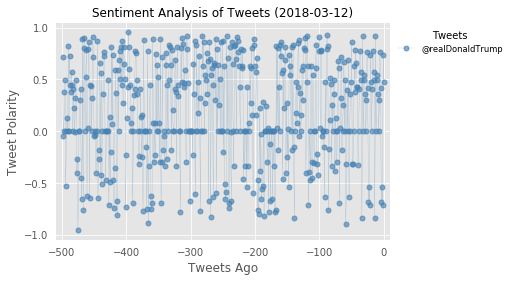 Sentiment Analysis of Tweets (2018-03-12)
Tweets
@realDonaldTrump
1.0
0.5
0.0
−0.5
−1.0
Tweet Polarity
−500 −400 −300 −200 −100 0
Tweets Ago